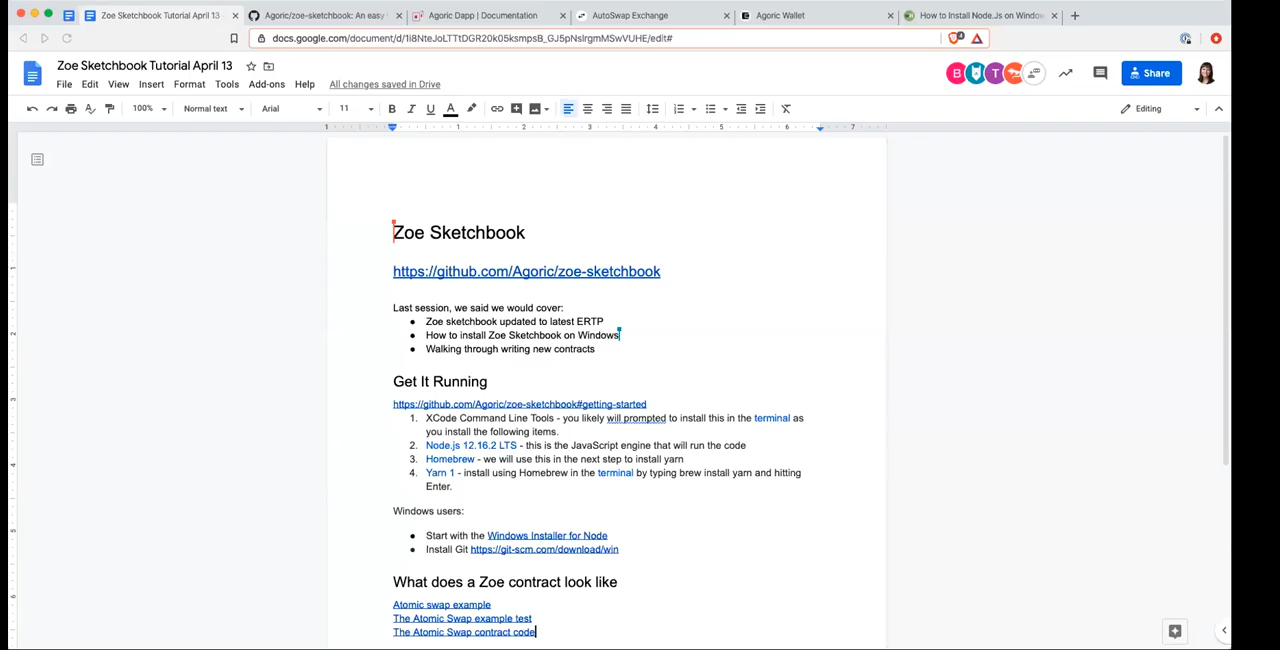 Zoe Sketchbook Tutorial April 13
Agoric/zoe-sketchbook: An easy
Agoric Dapp | Documentation
AutoSwap Exchange
Agoric Wallet
How to Install Node.Js on Window
docs.google.com/document/d/1i8NteJoLTTtDGR20k05ksmpsB_GJ5pNslrgmMSwVUHE/edit#
4
Zoe Sketchbook Tutorial April 13
File Edit View Insert Format Tools Add-ons Help All changes saved in Drive
B T Share
100% Normal text Arial 11 B I U A Editing
1 1 2 3 4 5 6 7
Zoe Sketchbook
https://github.com/Agoric/zoe-sketchbook
Last session, we said we would cover:
● Zoe sketchbook updated to latest ERTP
● How to install Zoe Sketchbook on Windows
● Walking through writing new contracts
Get It Running
https://github.com/Agoric/zoe-sketchbook#getting-started
1. XCode Command Line Tools - you likely will prompted to install this in the terminal as
you install the following items.
2. Node.js 12.16.2 LTS - this is the JavaScript engine that will run the code
3. Homebrew - we will use this in the next step to install yarn
4. Yarn 1 - install using Homebrew in the terminal by typing brew install yarn and hitting
Enter.
Windows users:
● Start with the Windows Installer for Node
● Install Git https://git-scm.com/download/win
What does a Zoe contract look like
Atomic swap example
The Atomic Swap example test
The Atomic Swap contract code